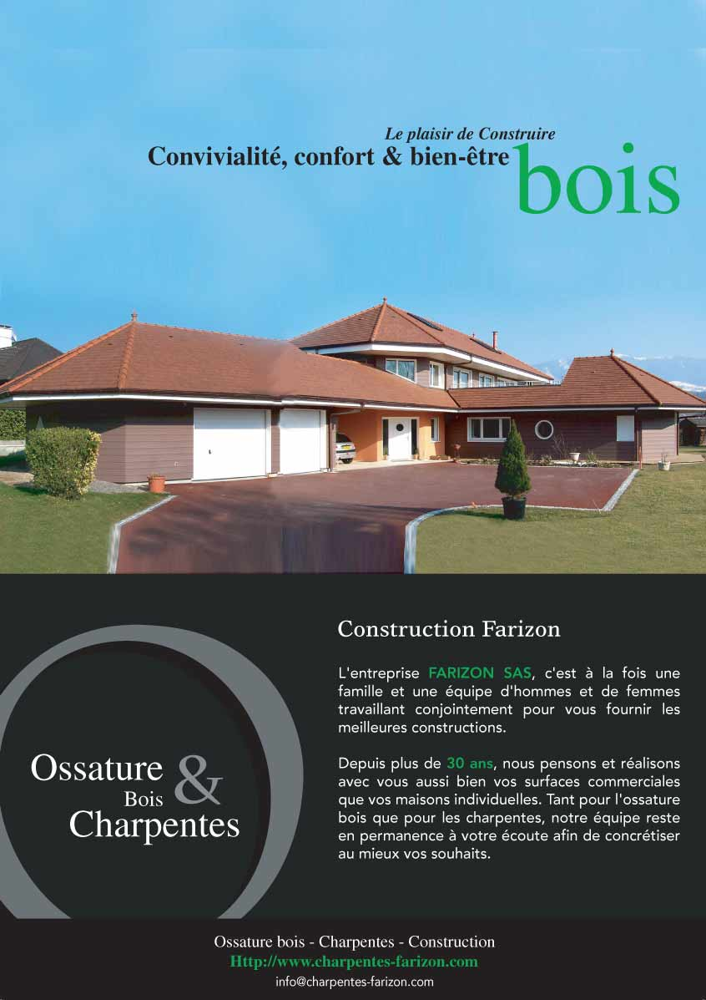 Le plaisir de Construire
Convivialité, confort & bien-être
bois
Construction Farizon
L'entreprise FARIZON SAS, c'est à la fois une
famille et une équipe d'hommes et de femmes
travaillant conjointement pour vous fournir les
meilleures constructions.
Depuis plus de 30 ans, nous pensons et réalisons
avec vous aussi bien vos surfaces commerciales
que vos maisons individuelles. Tant pour l'ossature
bois que pour les charpentes, notre équipe reste
en permanence à votre écoute afin de concrétiser
au mieux vos souhaits.
Ossature &
Bois
Charpentes
Ossature bois - Charpentes - Construction
Http://www.charpentes-farizon.com
info@charpentes-farizon.com